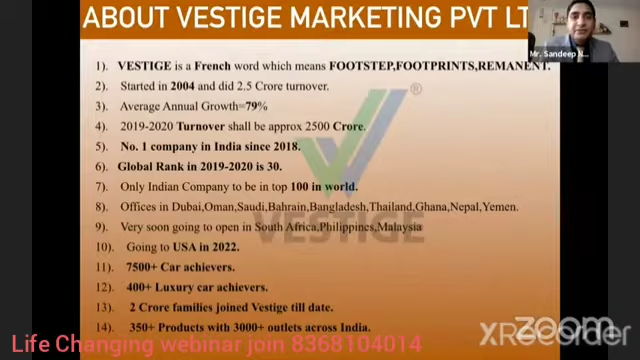 ABOUT VESTIGE MARKETING PVT LT
Mr. Sandeep N...
1). VESTIGE is a French word which means FOOTSTEP,FOOTPRINTS,REMANENT.
2). Started in 2004 and did 2.5 Crore turnover.
3). Average Annual Growth=79%
4). 2019-2020 Turnover shall be approx 2500 Crore.
5). No. 1 company in India since 2018.
6). Global Rank in 2019-2020 is 30.
7). Only Indian Company to be in top 100 in world.
8). Offices in Dubai,Oman,Saudi,Bahrain,Bangladesh,Thailand,Ghana,Nepal,Yemen.
9). Very soon going to open in South Africa,Philippines,Malaysia
10). Going to USA in 2022.
11). 7500+ Car achievers.
12). 400+ Luxury car achievers.
13). 2 Crore families joined Vestige till date.
14). 350+ Products with 3000+ outlets across India.
®
VESTIGE
zoom
XRecorder
Life Changing webinar join 8368104014